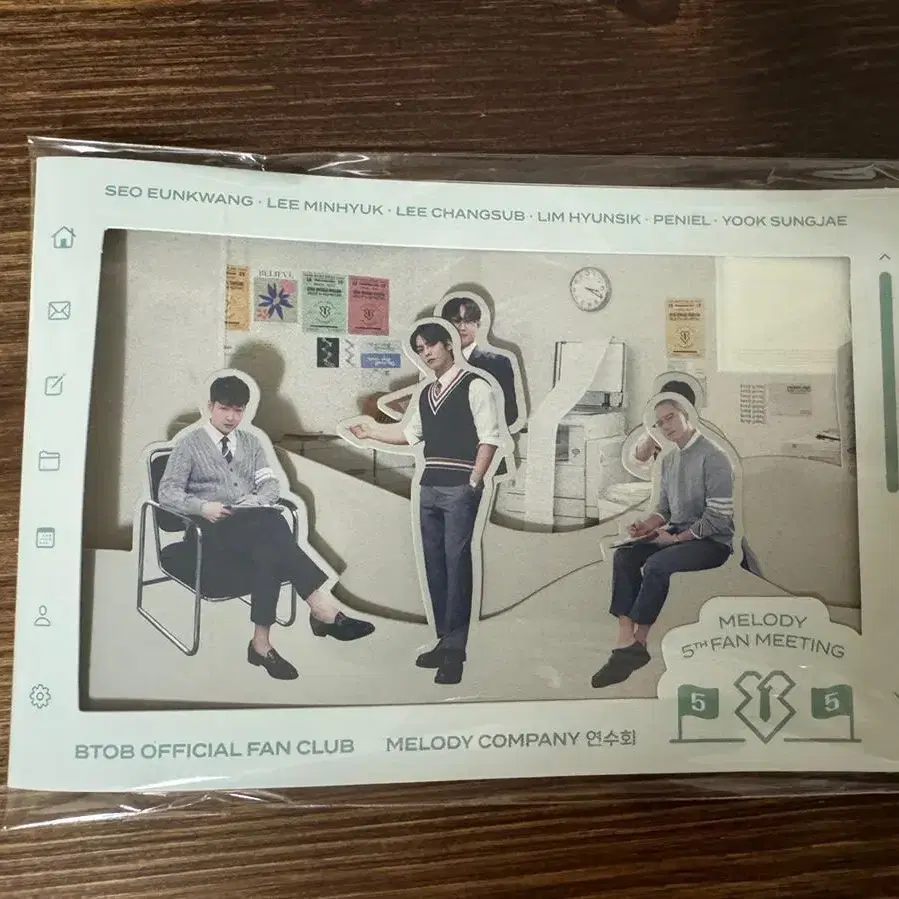 SEO EUNKWANG · LEE MINHYUK · LEE CHANGSUB · LIM HYUNSIK · PENIEL · YOOK SUNGJAE
BELIEVE
MELODY
5TH FAN MEETING
5 5
BTOB OFFICIAL FAN CLUB MELODY COMPANY 연수회